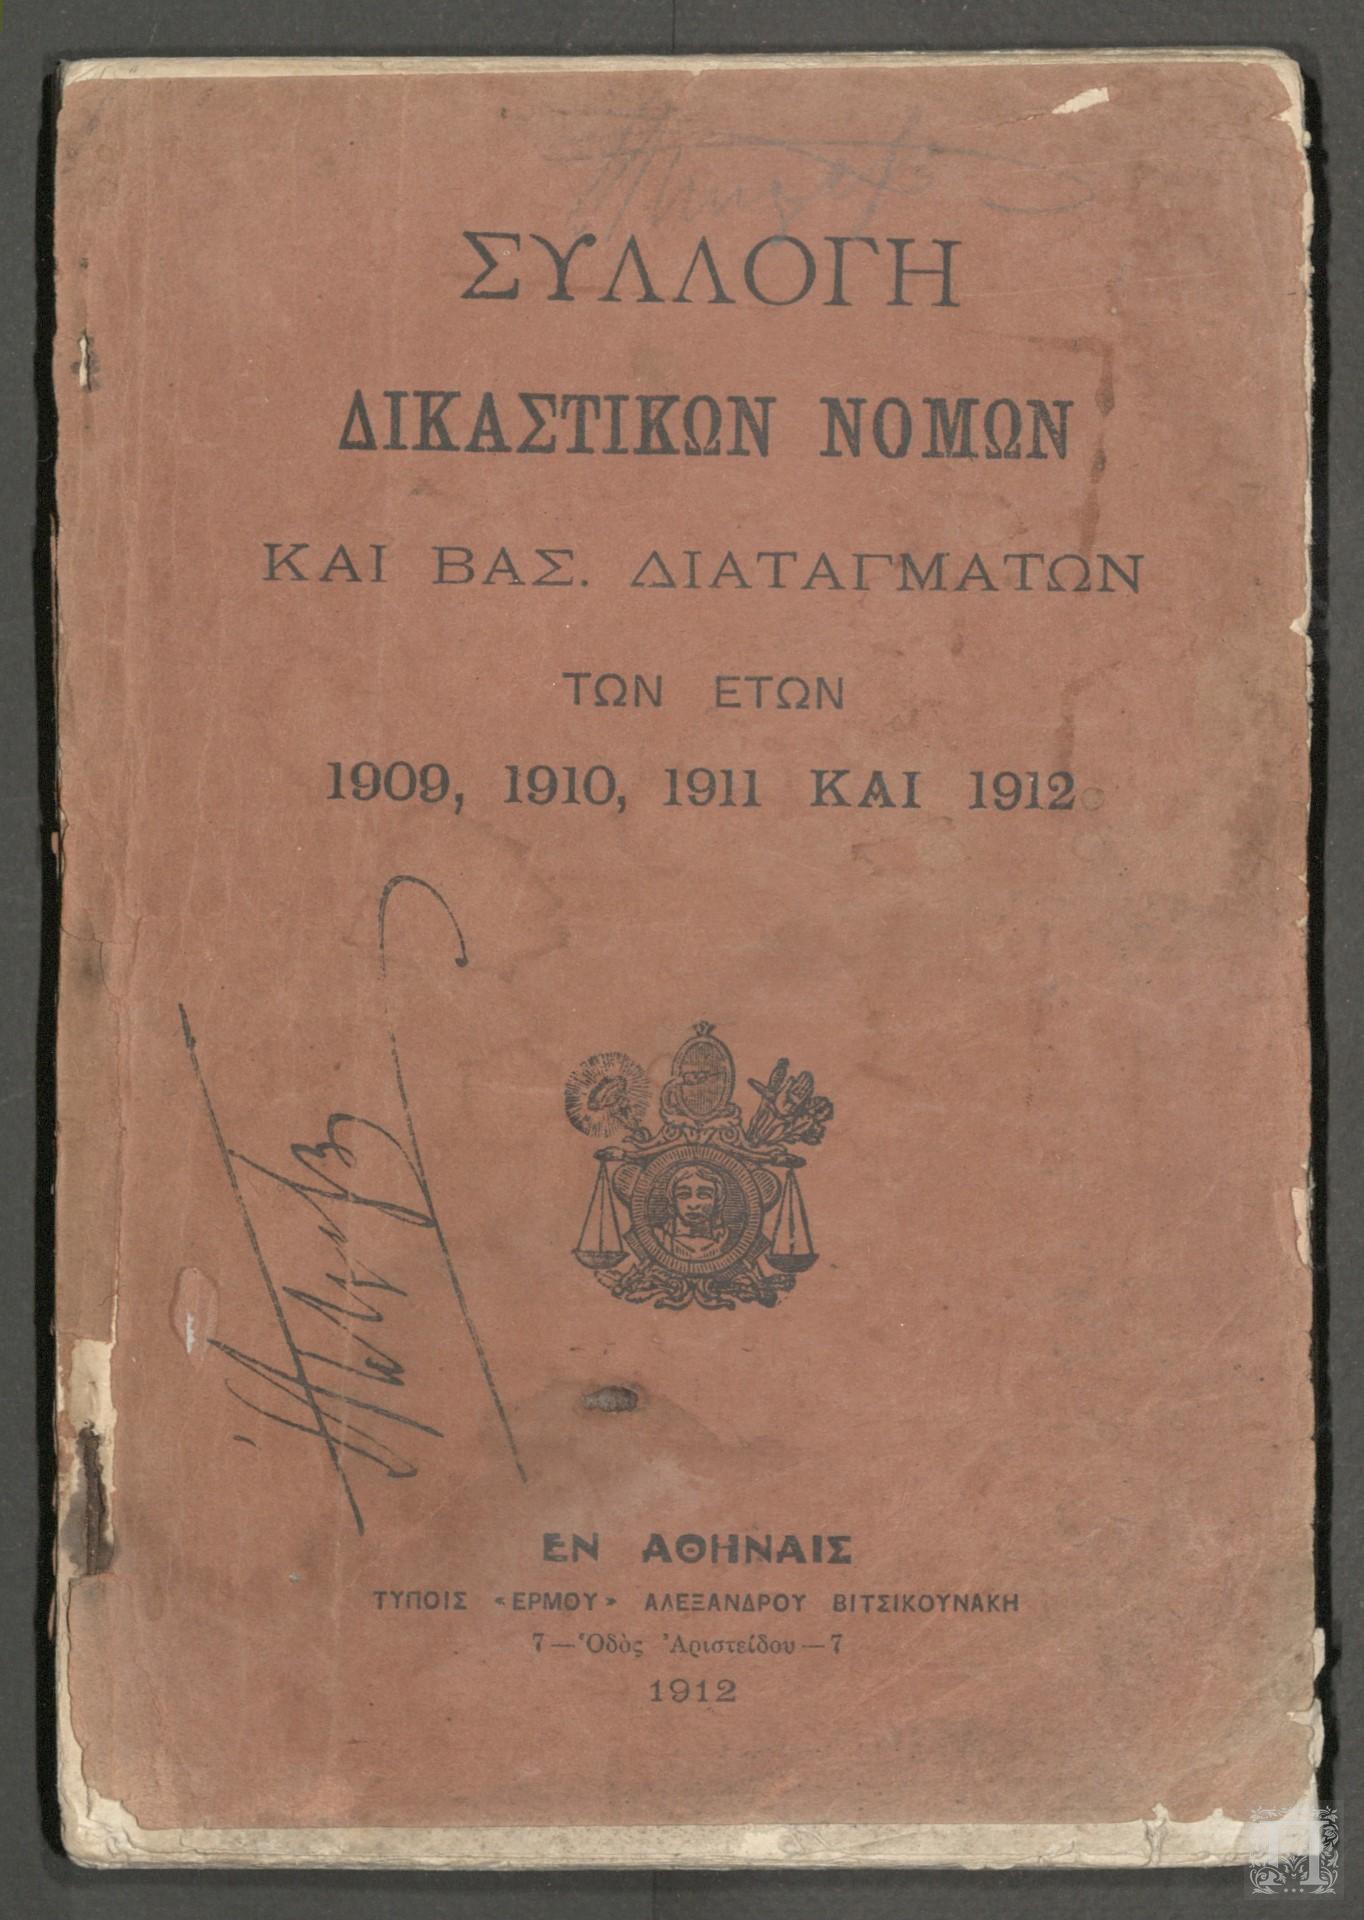 ΣΥΛΛΟΓΗ
ΔΙΚΑΣΤΙΚΩΝ ΝΟΜΩΝ
ΚΑΙ ΒΑΣ. ΔΙΑΤΑΓΜΑΤΩΝ
ΤΩΝ ΕΤΩΝ
1909, 1910, 1911 ΚΑΙ 1912
ΕΝ ΑΘΗΝΑΙΣ
ΤΥΠΟΙΣ «ΕΡΜΟΥ» ΑΛΕΞΑΝΔΡΟΥ ΒΙΤΣΙΚΟΥΝΑΚΗ
7 — Ὁδὸς Ἀριστείδου — 7
1912